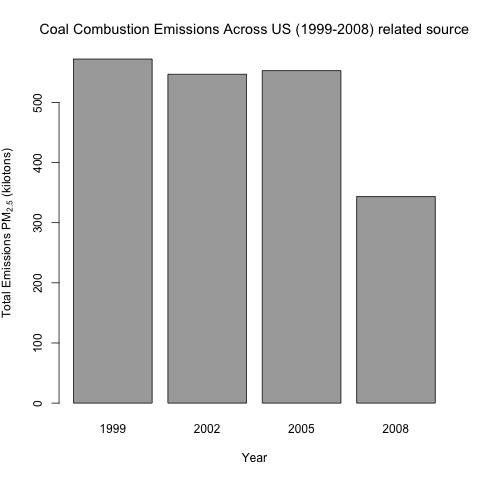 Coal Combustion Emissions Across US (1999-2008) related source
Total Emissions PM2.5 (kilotons)
500
400
300
200
100
0
1999 2002 2005 2008
Year